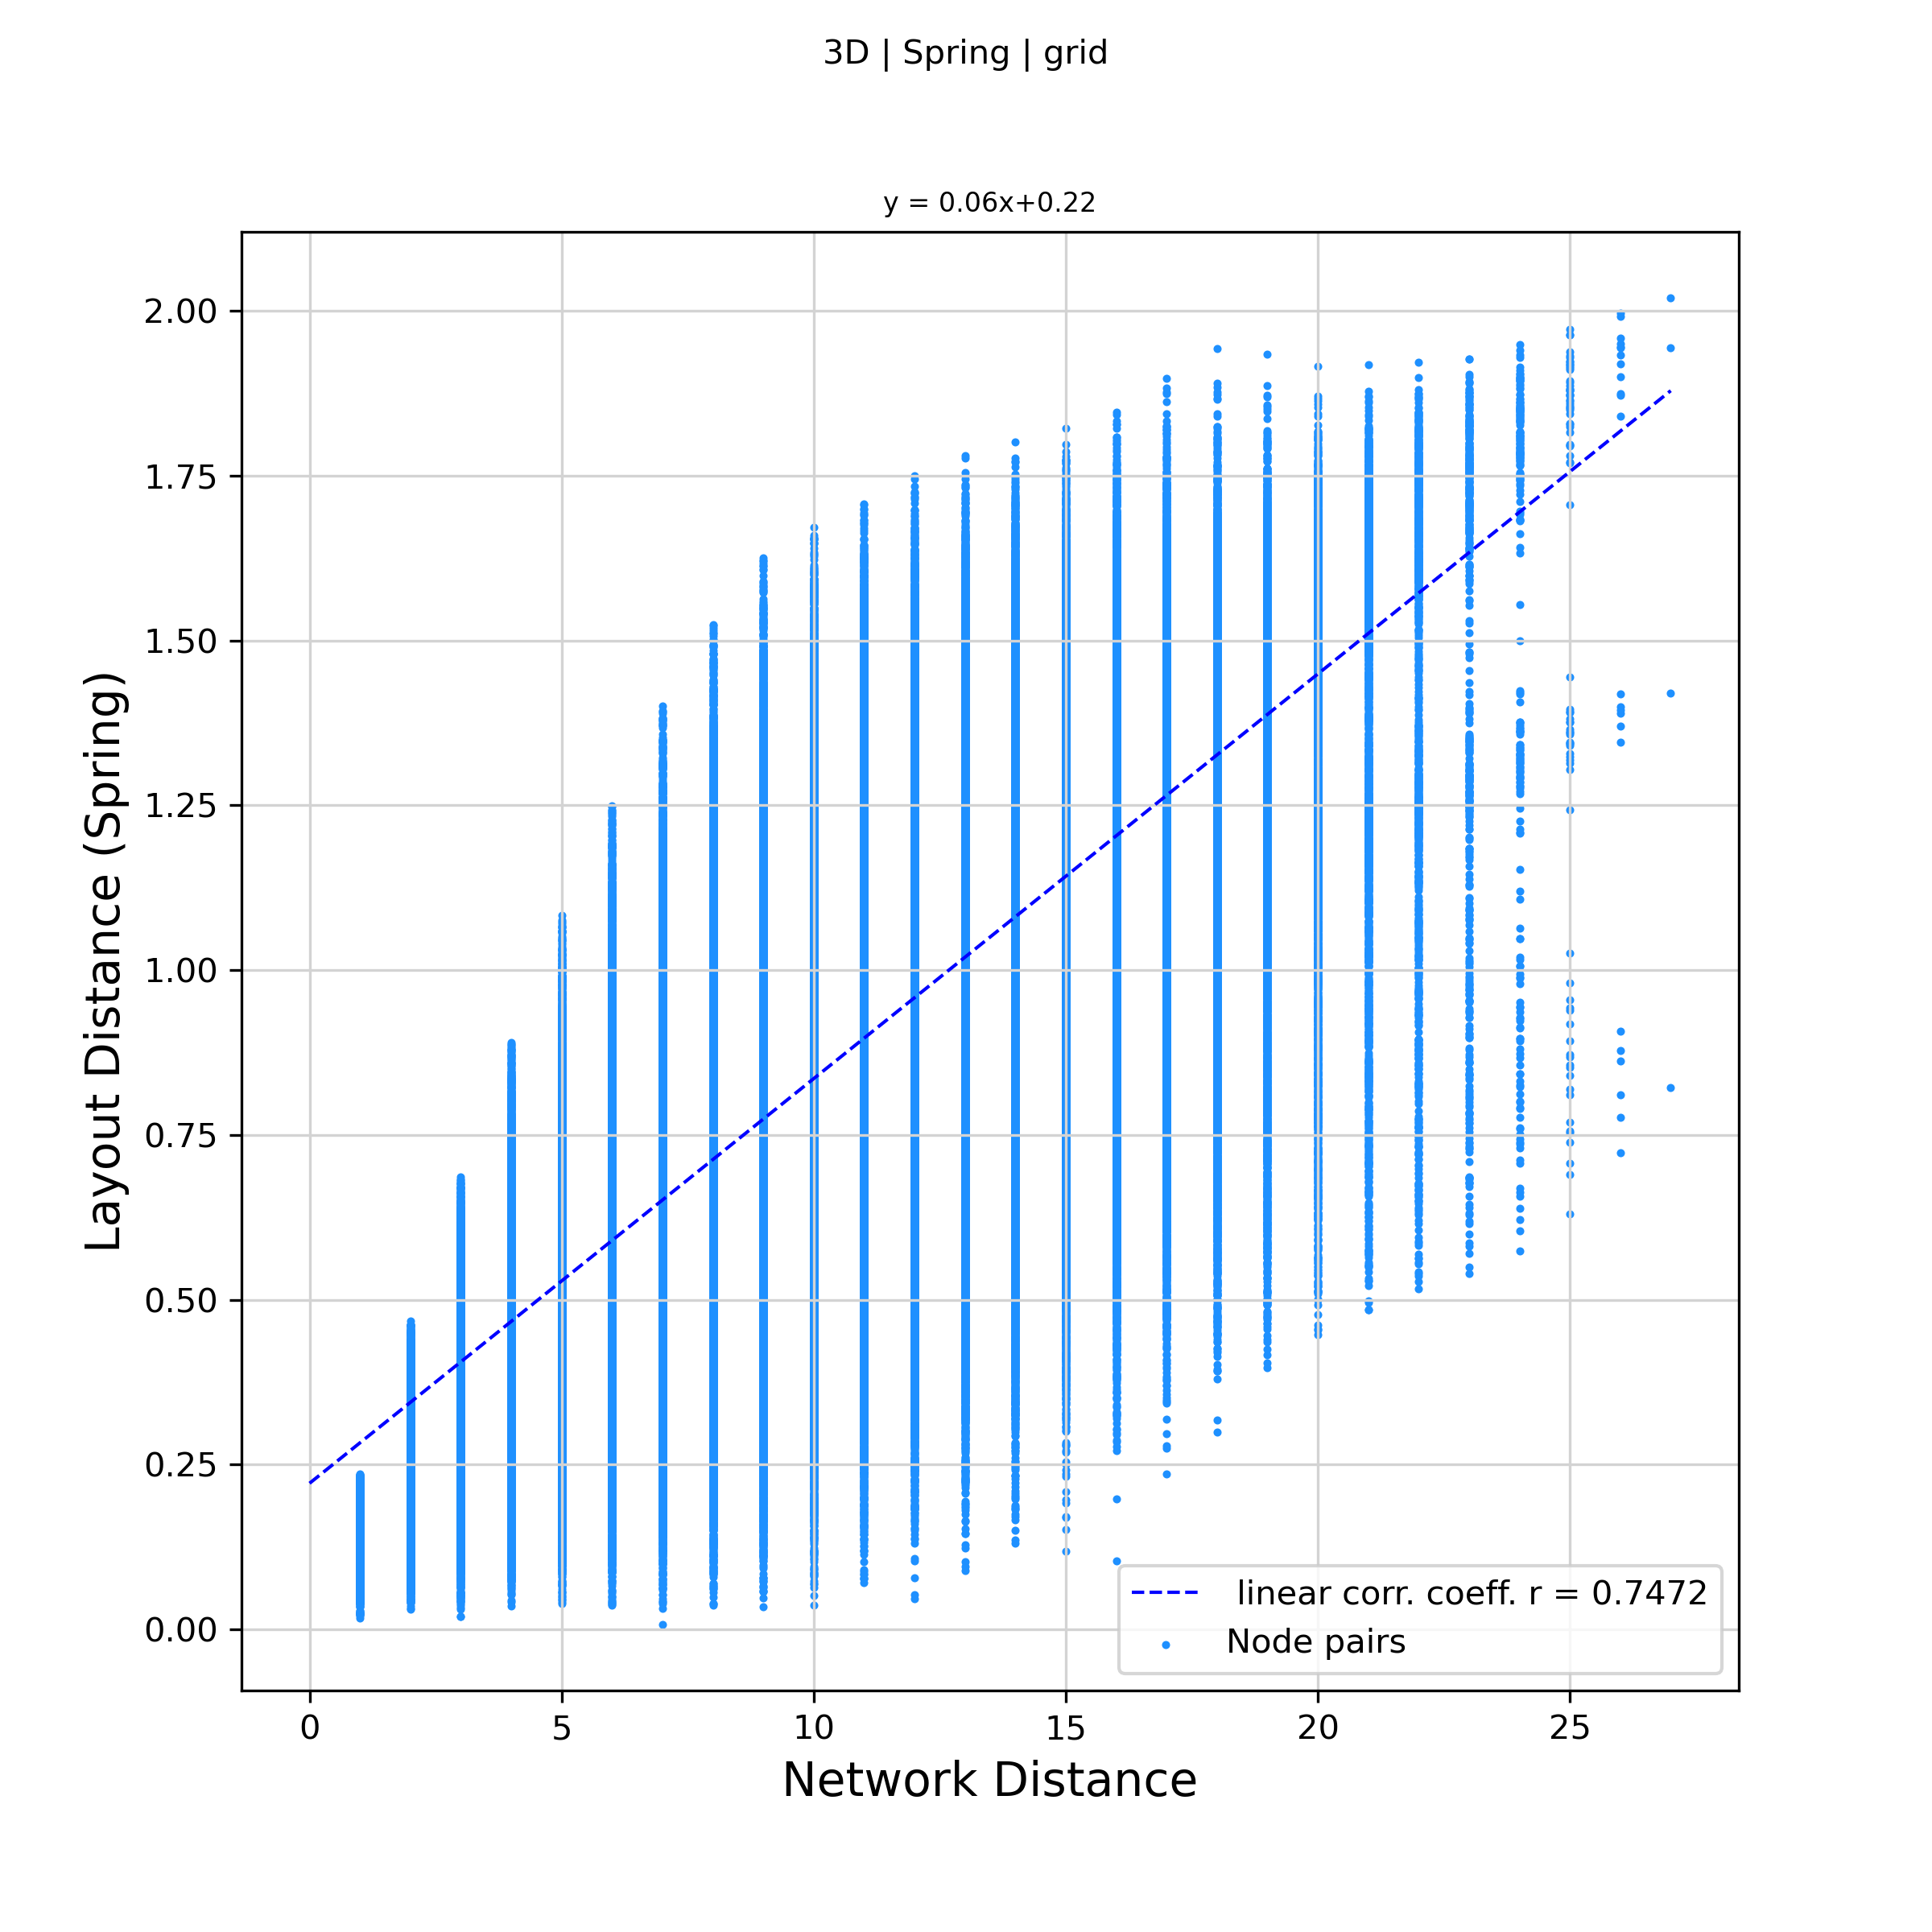 3D | Spring | grid
y = 0.06x+0.22
Layout Distance (Spring)
2.00
1.75
1.50
1.25
1.00
0.75
0.50
0.25
0.00
linear corr. coeff. r = 0.7472
Node pairs
0 5 10 15 20 25
Network Distance